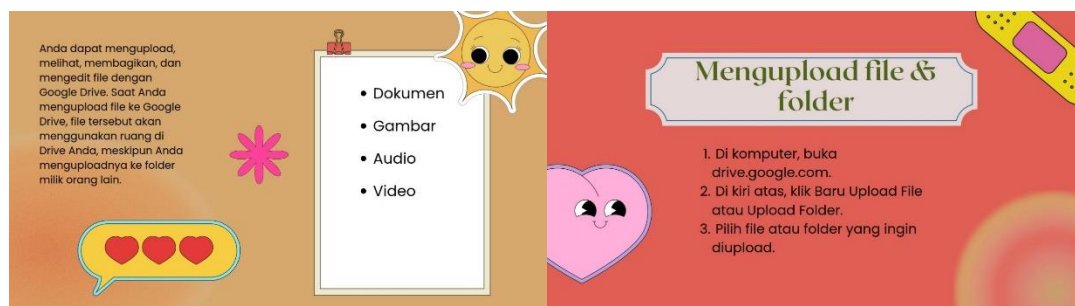 Anda dapat mengupload,
melihat, membagikan, dan
mengedit file dengan
Google Drive. Saat Anda
mengupload file ke Google
Drive, file tersebut akan
menggunakan ruang di
Drive Anda, meskipun Anda
menguploadnya ke folder
milik orang lain.
• Dokumen
• Gambar
• Audio
• Video
Mengupload file &
folder
1. Di komputer, buka
drive.google.com.
2. Di kiri atas, klik Baru Upload File
atau Upload Folder.
3. Pilih file atau folder yang ingin
diupload.